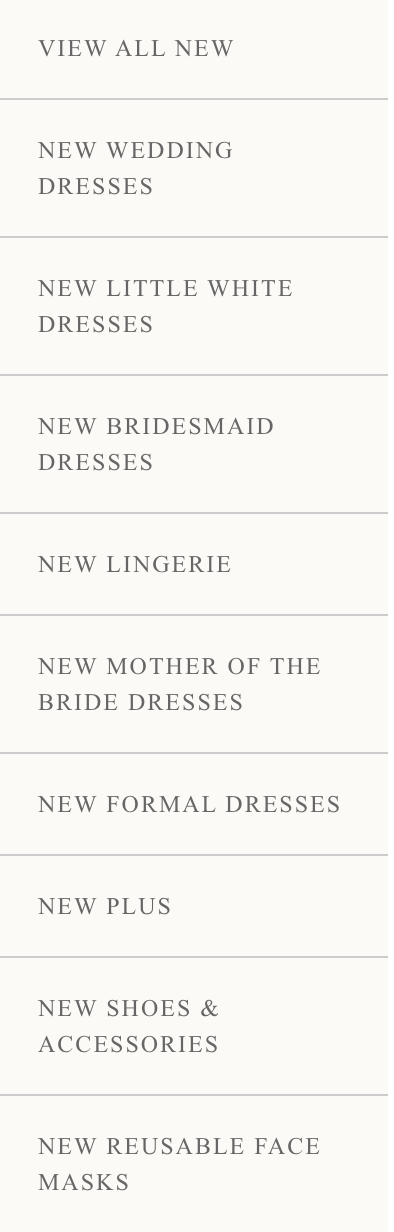 VIEW ALL NEW
NEW WEDDING
DRESSES
NEW LITTLE WHITE
DRESSES
NEW BRIDESMAID
DRESSES
NEW LINGERIE
NEW MOTHER OF THE
BRIDE DRESSES
NEW FORMAL DRESSES
NEW PLUS
NEW SHOES &
ACCESSORIES
NEW REUSABLE FACE
MASKS